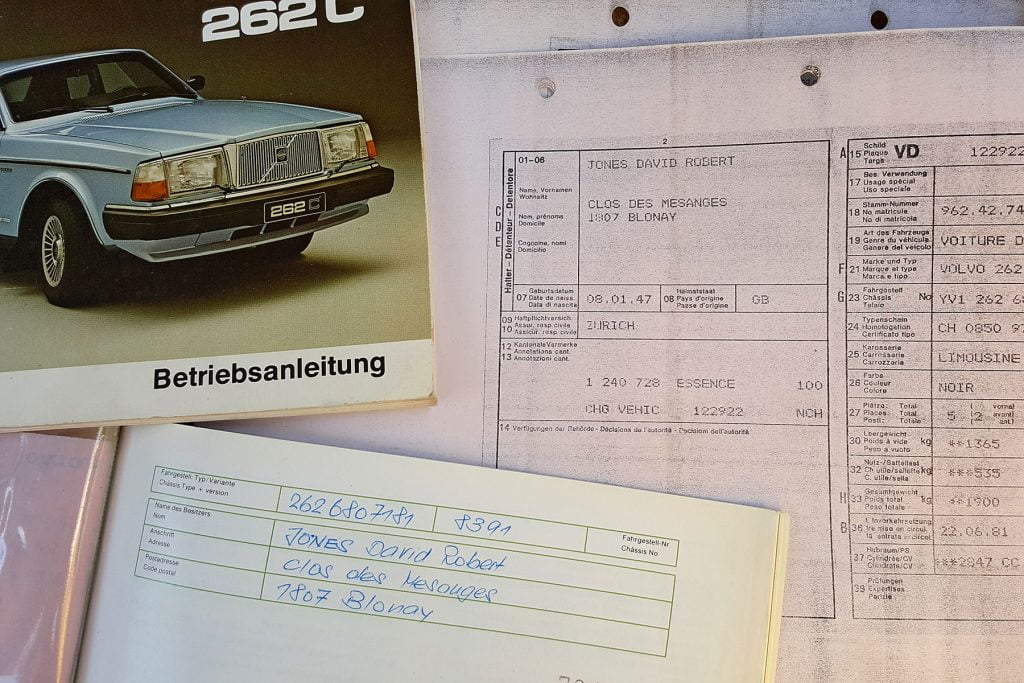 262 C
262 C
Betriebsanleitung
2
01-06
Halter - Détenteur - Detentore
Name, Vornamen
Wohnsitz
Nom, prénoms
Domicile
Cognome, nomi
Domicilio
C
D
E
JONES DAVID ROBERT
CLOS DES MESANGES
1807 BLONAY
07 Geburtsdatum
Date de naiss.
Data di nascita
08.01.47
08 Heimatstaat
Pays d'origine
Paese d'origine
GB
09 Haftpflichtversich.
10 Assur. resp. civile
Assicur. resp. civile
ZURICH
12 Kantonale Vermerke
13 Annotations cant.
Annotazioni cant.
1 240 728 ESSENCE 100
CHG VEHIC 122922 NCH
14 Verfügungen der Behörde - Décisions de l'autorité - Decisioni dell'autorità
A 15 Schild
Plaque
Targa
VD 122922
17 Bes. Verwendung
Usage spécial
Uso speciale
18 Stamm-Nummer
No matricule
No di matricola
962.42.74
19 Art des Fahrzeugs
Genre du véhicule
Genere del veicolo
VOITURE D
F 21 Marke und Typ
Marque et type
Marca e tipo
VOLVO 262
G 23 Fahrgestell
Châssis No
Telaio
YV1 262 6
24 Typenschein
Homologation
Certificato tipo
CH 0850 9
25 Karosserie
Carrosserie
Carrozzeria
LIMOUSINE
26 Farbe
Couleur
Colore
NOIR
27 Plätze: Total
Places: Total
Posti: Totale
5 (2
30 Leergewicht
Poids à vide kg
Peso a vuoto
**1365
32 Nutz-/Sattellast
Ch. utile/sellette kg
C. utile/sella
***535
H 33 Gesamtgewicht
Poids total kg
Peso totale
**1900
B 36 1. Inverkehrsetzung
1re mise en circul.
1a entrata in circol.
22.06.81
37 Hubraum/PS
Cylindrée/CV
Cilindrata/CV
***2847 CC
39 Prüfungen
Expertises
Perizie
Fahrgestell, Typ/Variante
Châssis Type + version
2626807181 8391
Fahrgestell-Nr
Châssis No
Name des Besitzers
Nom
JONES David Robert
Anschrift
Adresse
Clos des Mesanges
Postadresse
Code postal
1807 Blonay